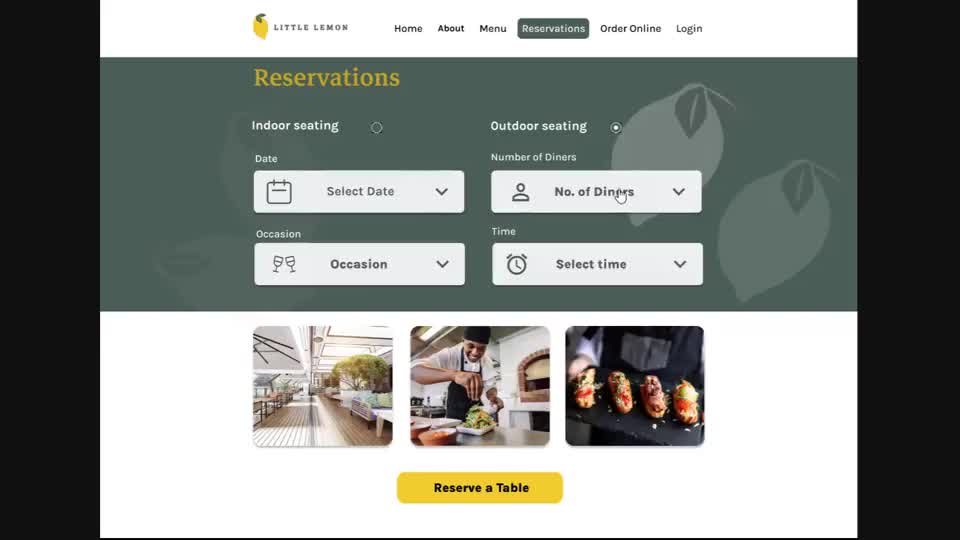 LITTLE LEMON
Home About Menu Reservations Order Online Login
Reservations
Indoor seating
Outdoor seating
Date
Number of Diners
Select Date
No. of Diners
Occasion
Time
Occasion
Select time
Reserve a Table